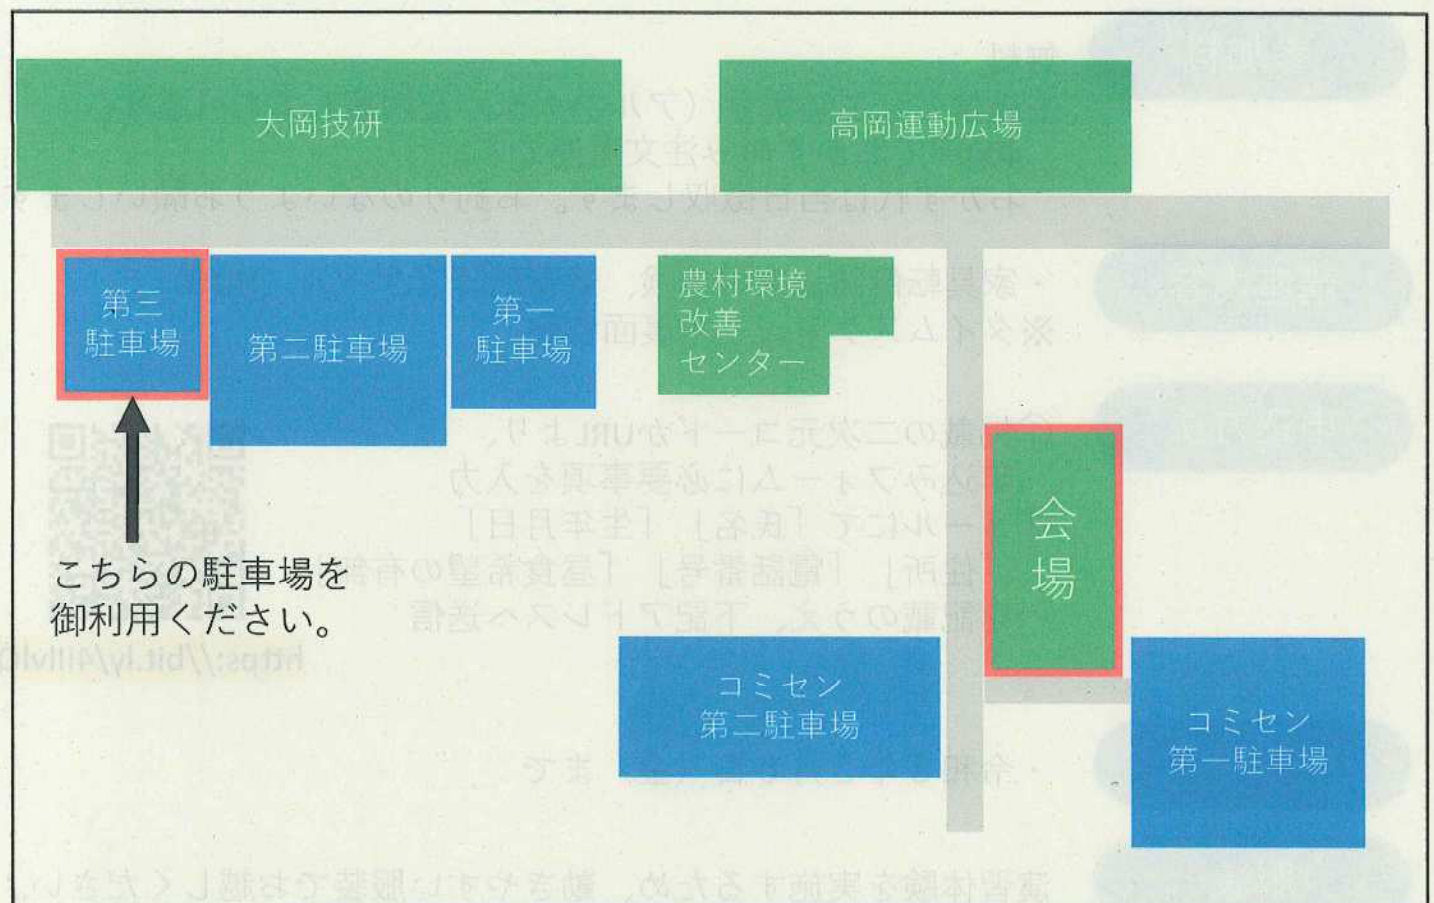 大岡技研
高岡運動広場
第三
駐車場
第二駐車場
第一
駐車場
農村環境
改善
センター
会
場
こちらの駐車場を
御利用ください。
コミセン
第二駐車場
コミセン
第一駐車場